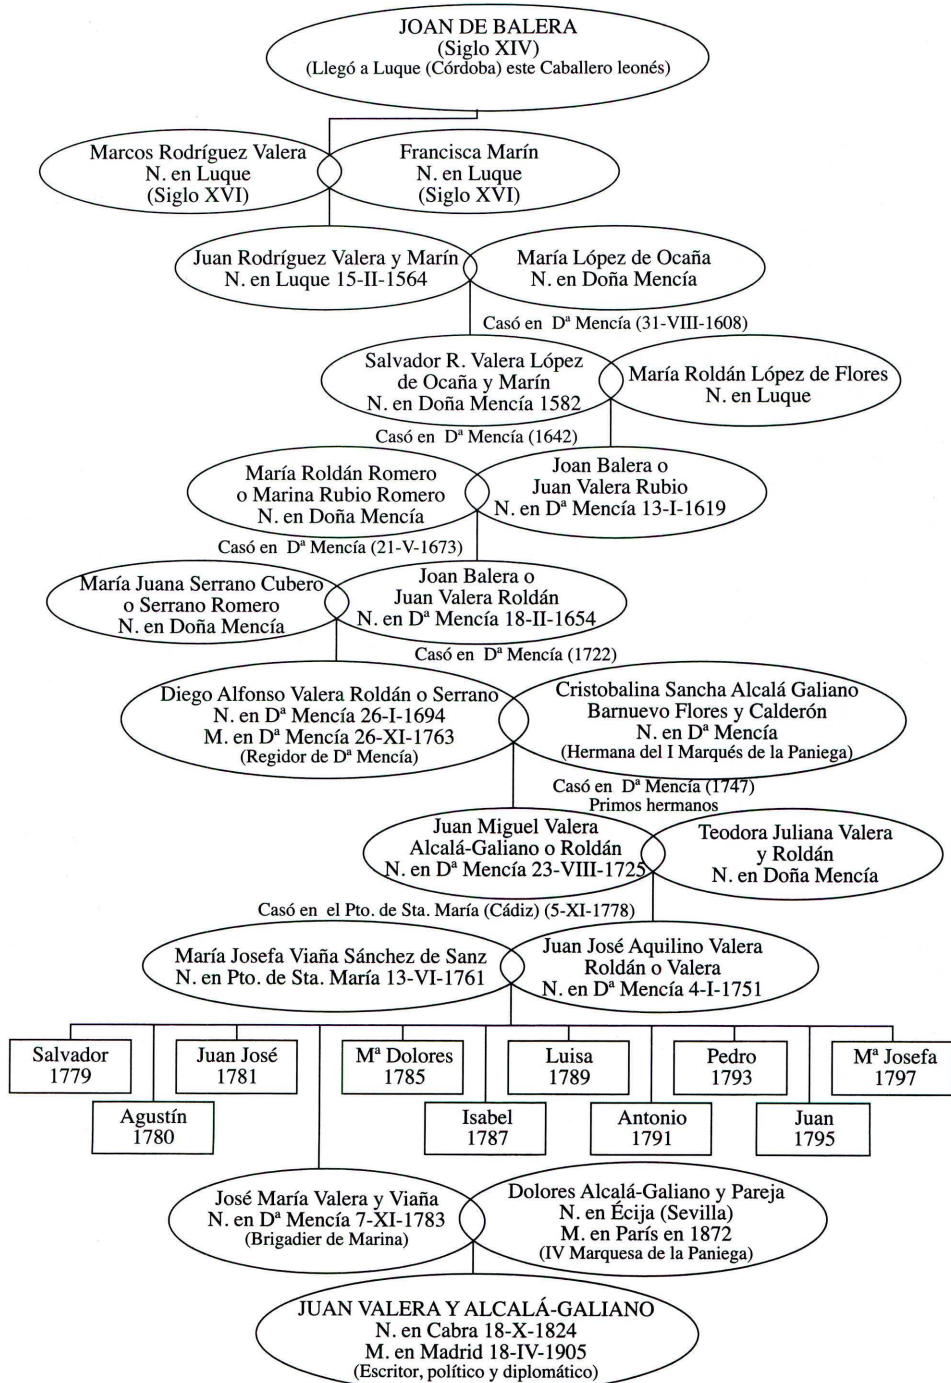 JOAN DE BALERA
(Siglo XIV)
(Llegó a Luque (Córdoba) este Caballero leonés)
Marcos Rodríguez Valera
N. en Luque
(Siglo XVI)
Francisca Marín
N. en Luque
(Siglo XVI)
Juan Rodríguez Valera y Marín
N. en Luque 15-II-1564
María López de Ocaña
N. en Doña Mencía
Casó en Dª Mencía (31-VIII-1608)
Salvador R. Valera López
de Ocaña y Marín
N. en Doña Mencía 1582
María Roldán López de Flores
N. en Luque
Casó en Dª Mencía (1642)
María Roldán Romero
o Marina Rubio Romero
N. en Doña Mencía
Joan Balera o
Juan Valera Rubio
N. en Dª Mencía 13-I-1619
Casó en Dª Mencía (21-V-1673)
María Juana Serrano Cubero
o Serrano Romero
N. en Doña Mencía
Joan Balera o
Juan Valera Roldán
N. en Dª Mencía 18-II-1654
Casó en Dª Mencía (1722)
Diego Alfonso Valera Roldán o Serrano
N. en Dª Mencía 26-I-1694
M. en Dª Mencía 26-XI-1763
(Regidor de Dª Mencía)
Cristobalina Sancha Alcalá Galiano
Barnuevo Flores y Calderón
N. en Dª Mencía
(Hermana del I Marqués de la Paniega)
Casó en Dª Mencía (1747)
Primos hermanos
Juan Miguel Valera
Alcalá-Galiano o Roldán
N. en Dª Mencía 23-VIII-1725
Teodora Juliana Valera
y Roldán
N. en Doña Mencía
Casó en el Pto. de Sta. María (Cádiz) (5-XI-1778)
María Josefa Viaña Sánchez de Sanz
N. en Pto. de Sta. María 13-VI-1761
Juan José Aquilino Valera
Roldán o Valera
N. en Dª Mencía 4-I-1751
Salvador
1779
Agustín
1780
Juan José
1781
Mª Dolores
1785
Isabel
1787
Luisa
1789
Antonio
1791
Pedro
1793
Juan
1795
Mª Josefa
1797
José María Valera y Viaña
N. en Dª Mencía 7-XI-1783
(Brigadier de Marina)
Dolores Alcalá-Galiano y Pareja
N. en Écija (Sevilla)
M. en París en 1872
(IV Marquesa de la Paniega)
JUAN VALERA Y ALCALÁ-GALIANO
N. en Cabra 18-X-1824
M. en Madrid 18-IV-1905
(Escritor, político y diplomático)